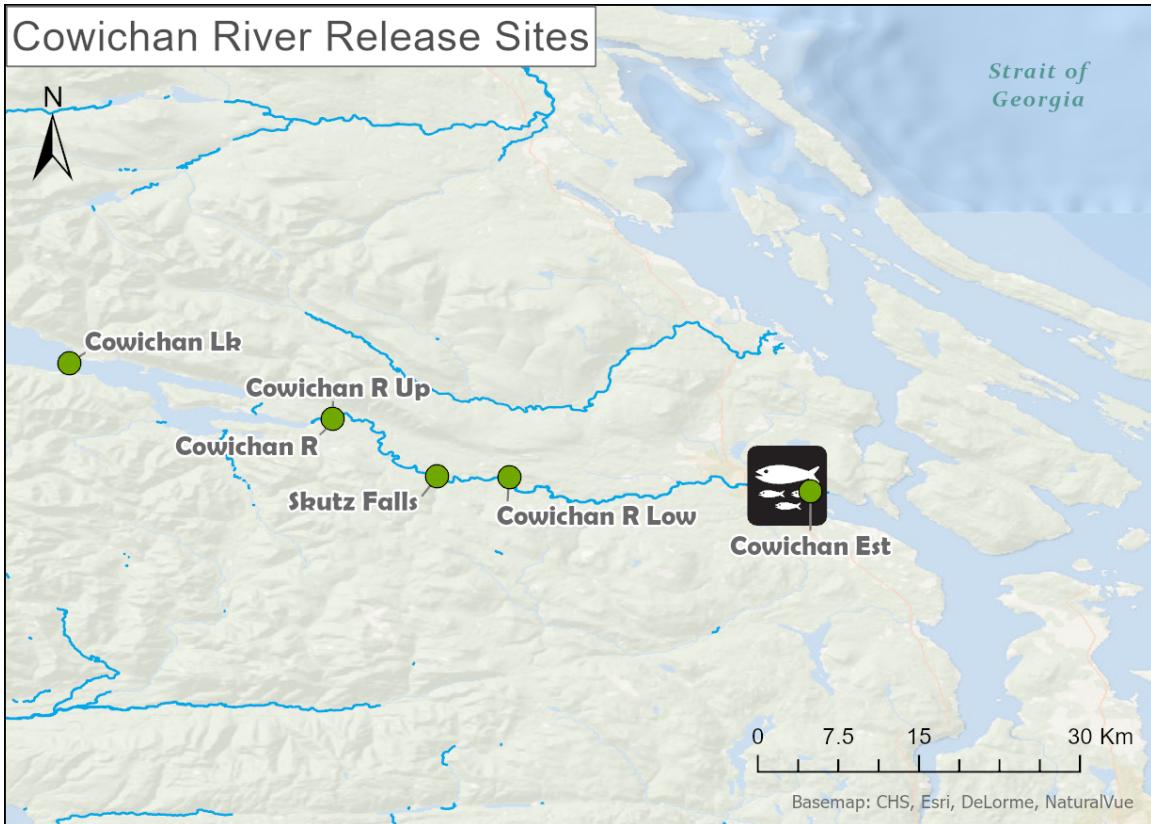 Cowichan River Release Sites
Strait of
Georgia
N
Cowichan Lk
Cowichan R Up
Cowichan R
Skutz Falls
Cowichan R Low
Cowichan Est
0 7.5 15 30 Km
Basemap: CHS, Esri, DeLorme, NaturalVue